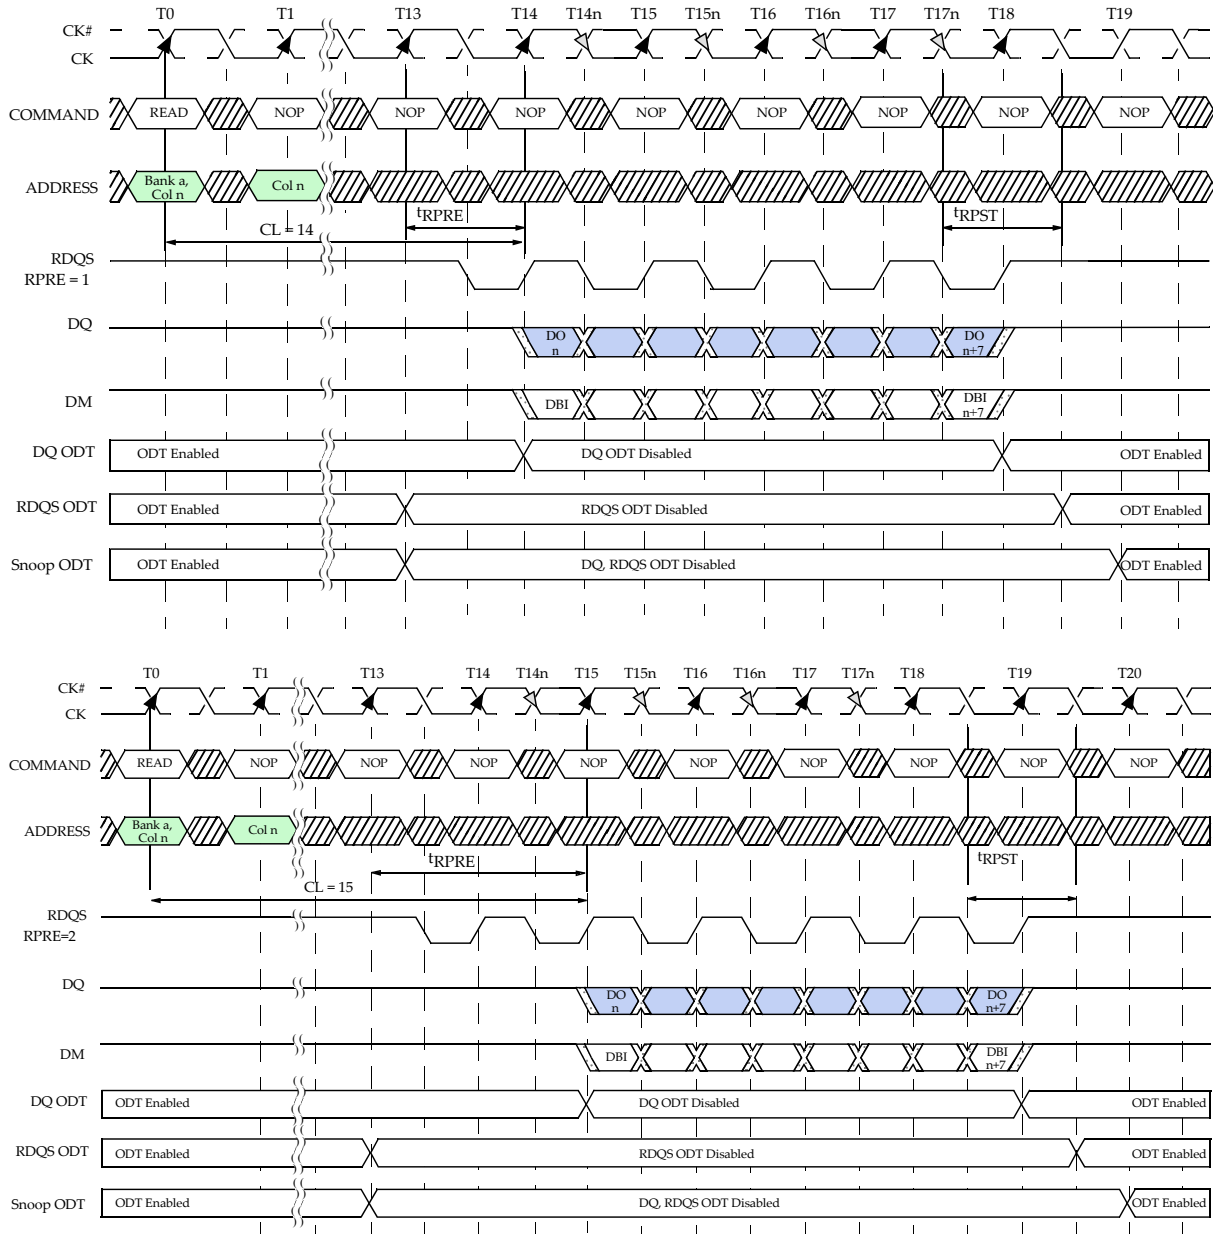 T0 T1 T13 T14 T14n T15 T15n T16 T16n T17 T17n T18 T19
CK#
CK
COMMAND READ NOP NOP NOP NOP NOP NOP NOP NOP
ADDRESS Bank a, Col n
Col n
tRPRE tRPST
CL = 14
RDQS
RPRE = 1
DQ DO n DO n+7
DM DBI DBI n+7
DQ ODT ODT Enabled DQ ODT Disabled ODT Enabled
RDQS ODT ODT Enabled RDQS ODT Disabled ODT Enabled
Snoop ODT ODT Enabled DQ, RDQS ODT Disabled ODT Enabled
T0 T1 T13 T14 T14n T15 T15n T16 T16n T17 T17n T18 T19 T20
CK#
CK
COMMAND READ NOP NOP NOP NOP NOP NOP NOP NOP NOP
ADDRESS Bank a, Col n
Col n
tRPRE tRPST
CL = 15
RDQS
RPRE=2
DQ DO n DO n+7
DM DBI DBI n+7
DQ ODT ODT Enabled DQ ODT Disabled ODT Enabled
RDQS ODT ODT Enabled RDQS ODT Disabled ODT Enabled
Snoop ODT ODT Enabled DQ, RDQS ODT Disabled ODT Enabled